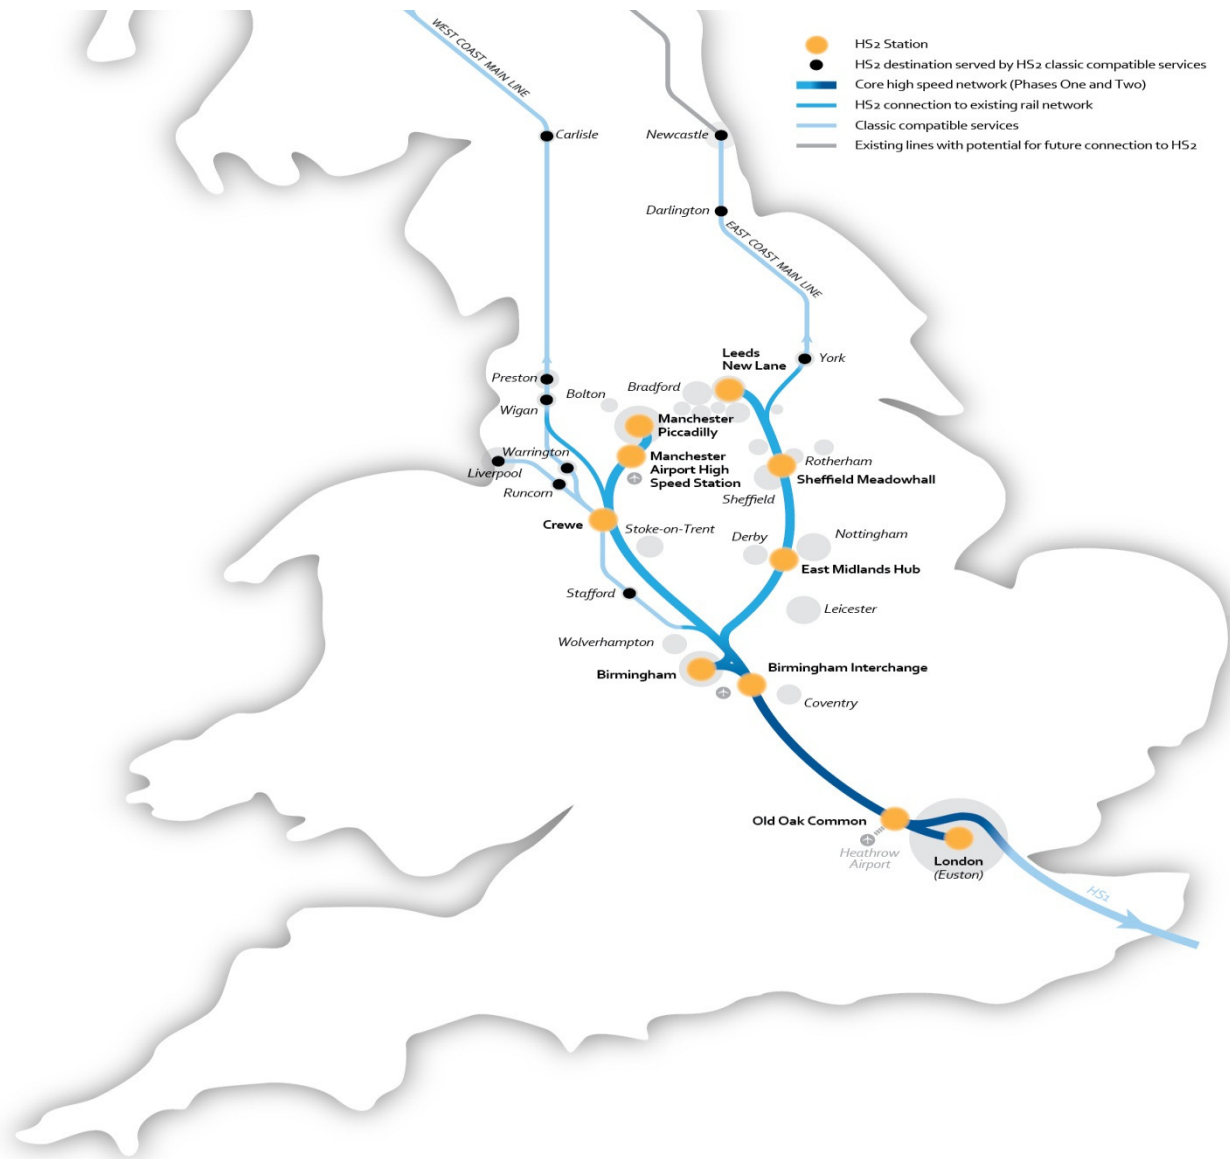 HS2 Station
HS2 destination served by HS2 classic compatible services
Core high speed network (Phases One and Two)
HS2 connection to existing rail network
Classic compatible services
Existing lines with potential for future connection to HS2
WEST COAST MAIN LINE
Carlisle
Newcastle
Darlington
EAST COAST MAIN LINE
York
Leeds
New Lane
Preston
Bolton
Bradford
Wigan
Manchester
Piccadilly
Warrington
Manchester
Airport High
Speed Station
Liverpool
Runcorn
Rotherham
Sheffield Meadowhall
Sheffield
Crewe
Stoke-on-Trent
Derby
Nottingham
East Midlands Hub
Stafford
Leicester
Wolverhampton
Birmingham
Birmingham Interchange
Coventry
Old Oak Common
Heathrow
Airport
London
(Euston)
HS1